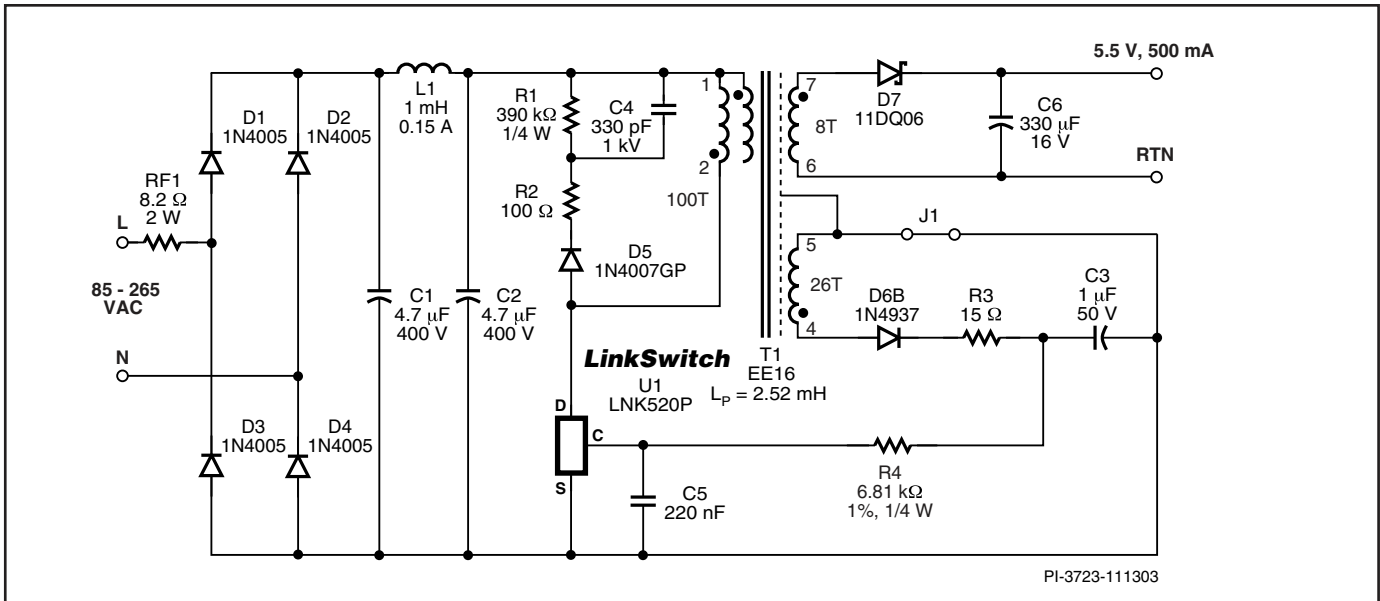 5.5 V, 500 mA
L1
1 mH
0.15 A
D1
1N4005
D2
1N4005
R1
390 kΩ
1/4 W
C4
330 pF
1 kV
1
2
100T
7
8T
6
D7
11DQ06
C6
330 µF
16 V
RTN
RF1
8.2 Ω
2 W
L
85 - 265
VAC
N
R2
100 Ω
D5
1N4007GP
C1
4.7 µF
400 V
C2
4.7 µF
400 V
J1
5
26T
4
D6B
1N4937
R3
15 Ω
C3
1 µF
50 V
LinkSwitch
U1
LNK520P
T1
EE16
LP = 2.52 mH
D3
1N4005
D4
1N4005
D
C
S
C5
220 nF
R4
6.81 kΩ
1%, 1/4 W
PI-3723-111303